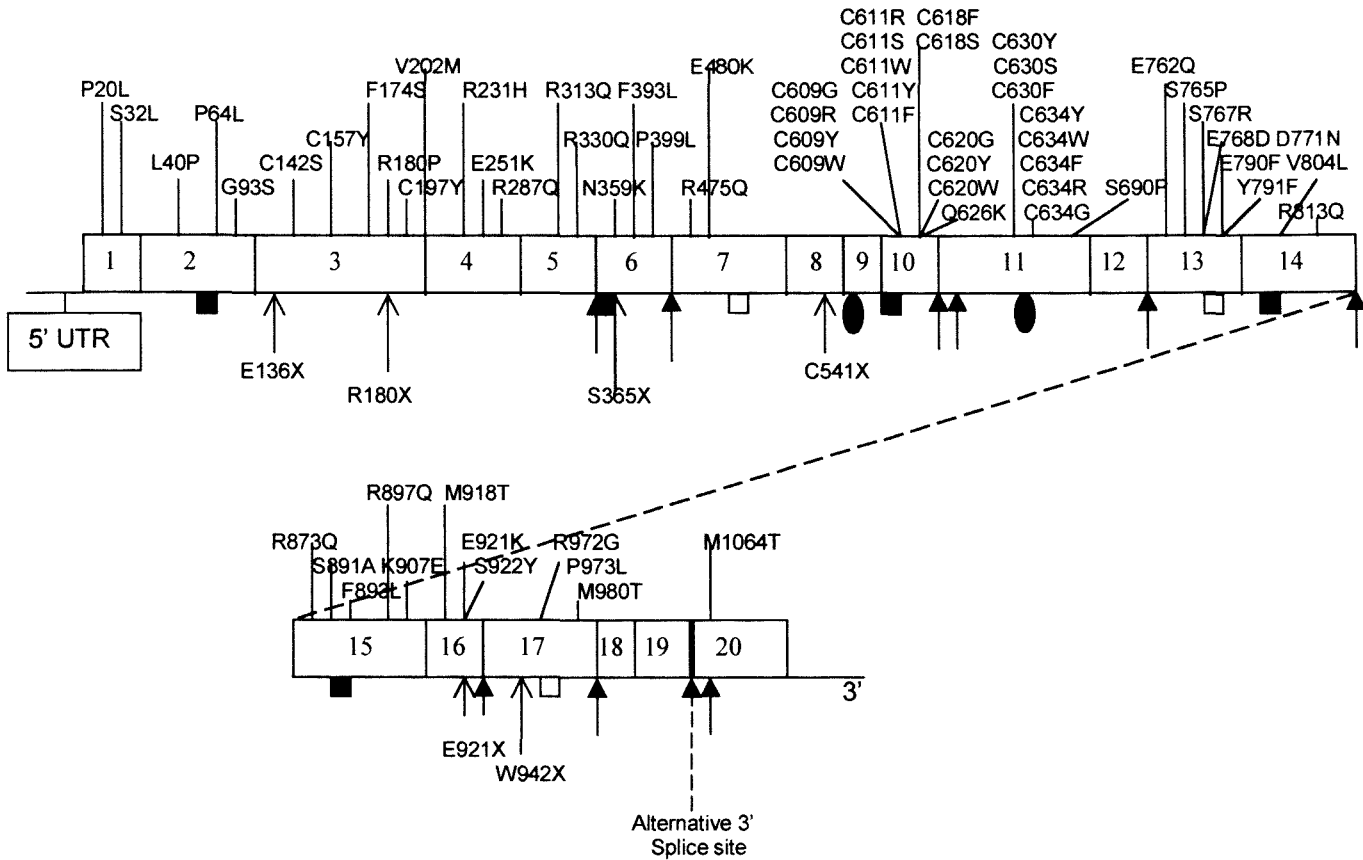 C611R C618F
C611S C618S C630Y
V202M E480K C611W C630S E762Q
P20L F174S R231H R313Q F393L C609G C611Y C630F S765P
S32L P64L C609R C611F C634Y S767R
C157Y R330Q P399L C609Y C620G C634W E768D D771N
L40P C142S R180P E251K C609W C620Y C634F E790F V804L
G93S C197Y R287Q N359K R475Q C620W C634R S690P Y791F
Q626K C634G R813Q
1 2 3 4 5 6 7 8 9 10 11 12 13 14
5' UTR
E136X R180X S365X C541X
R897Q M918T
R873Q E921K R972G M1064T
S891A K907E S922Y P973L
F893L M980T
15 16 17 18 19 20
3'
E921X
W942X
Alternative 3'
Splice site